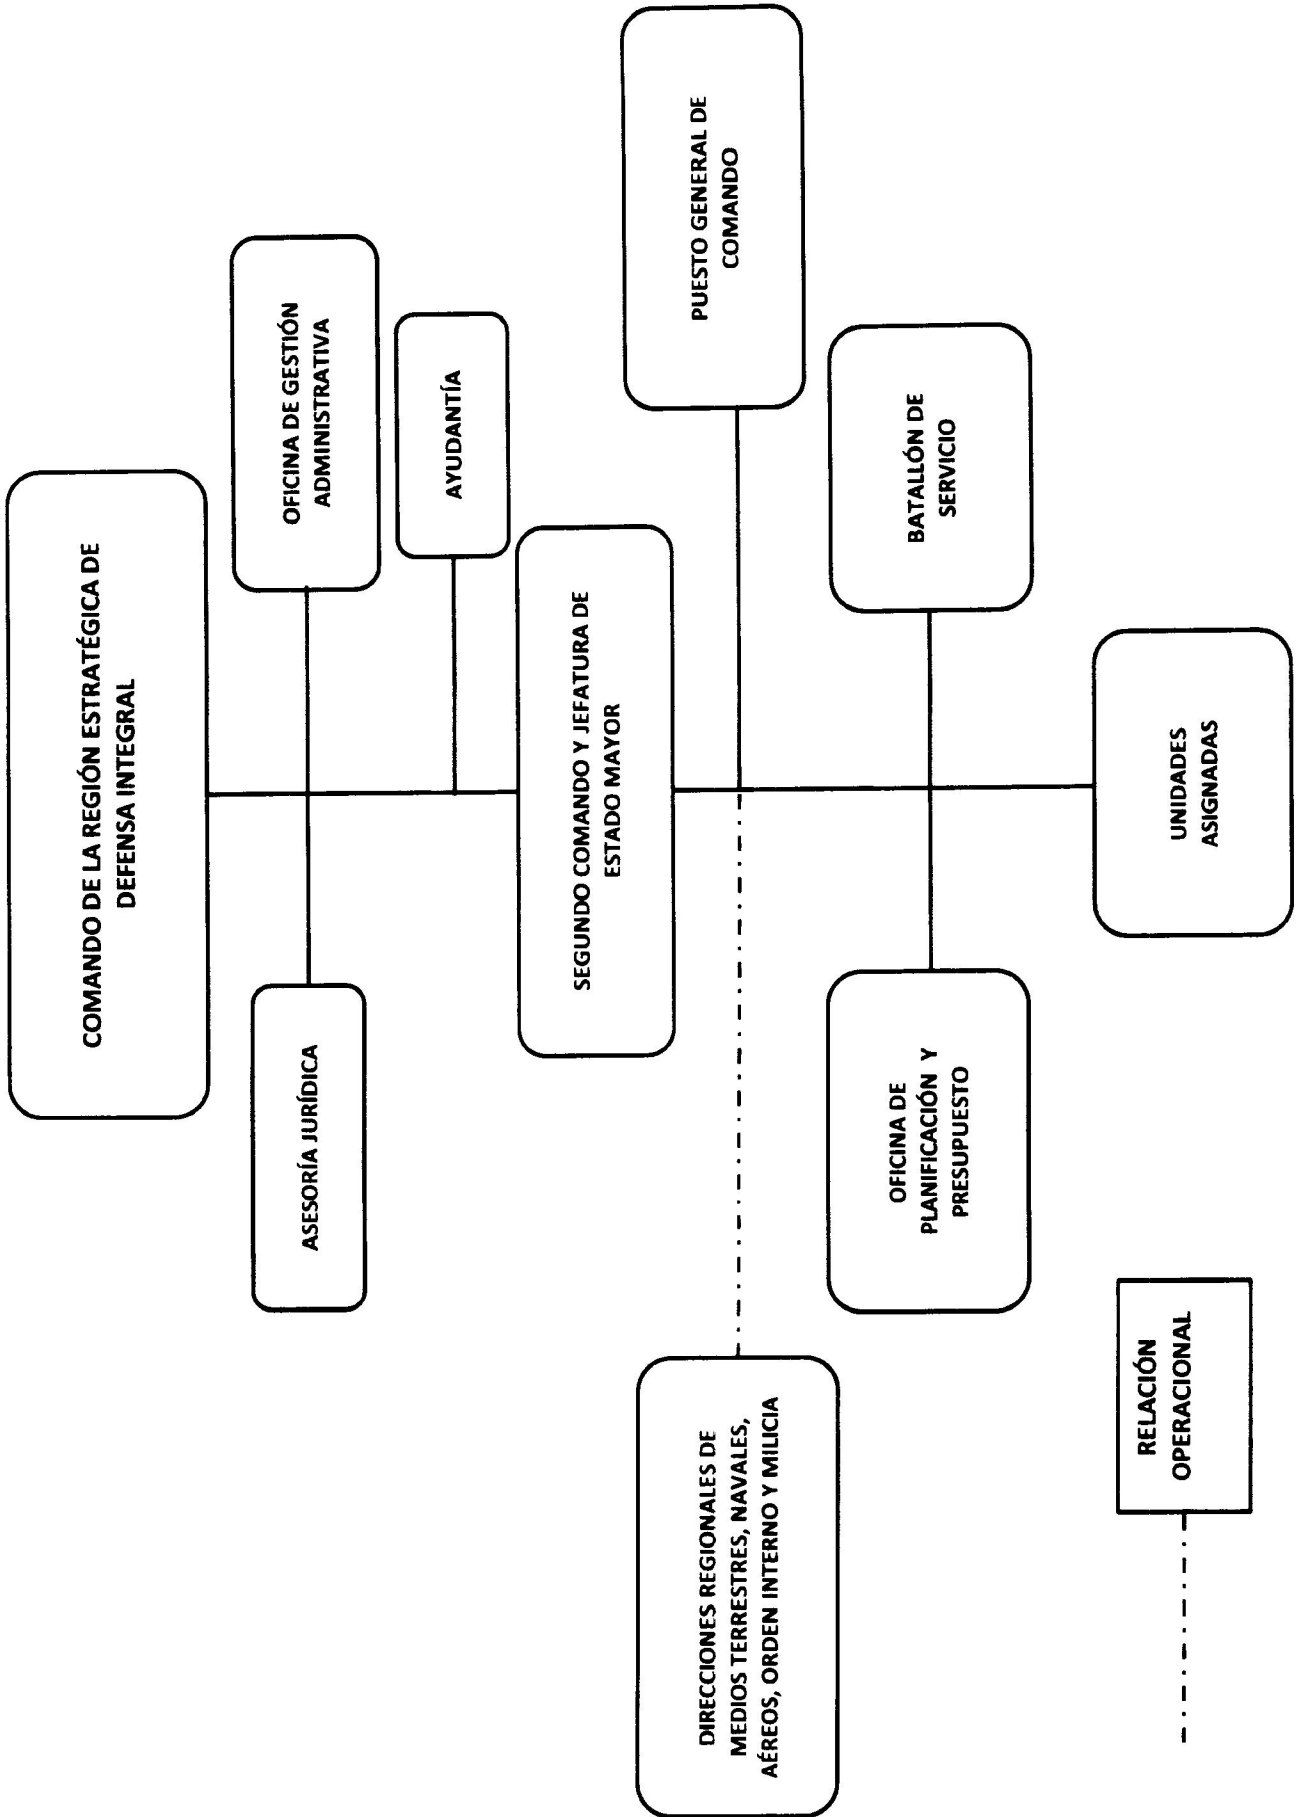 COMANDO DE LA REGIÓN ESTRATÉGICA DE
DEFENSA INTEGRAL
ASESORÍA JURÍDICA
OFICINA DE GESTIÓN
ADMINISTRATIVA
AYUDANTÍA
SEGUNDO COMANDO Y JEFATURA DE
ESTADO MAYOR
DIRECCIONES REGIONALES DE
MEDIOS TERRESTRES, NAVALES,
AÉREOS, ORDEN INTERNO Y MILICIA
PUESTO GENERAL DE
COMANDO
OFICINA DE
PLANIFICACIÓN Y
PRESUPUESTO
BATALLÓN DE
SERVICIO
UNIDADES
ASIGNADAS
RELACIÓN
OPERACIONAL